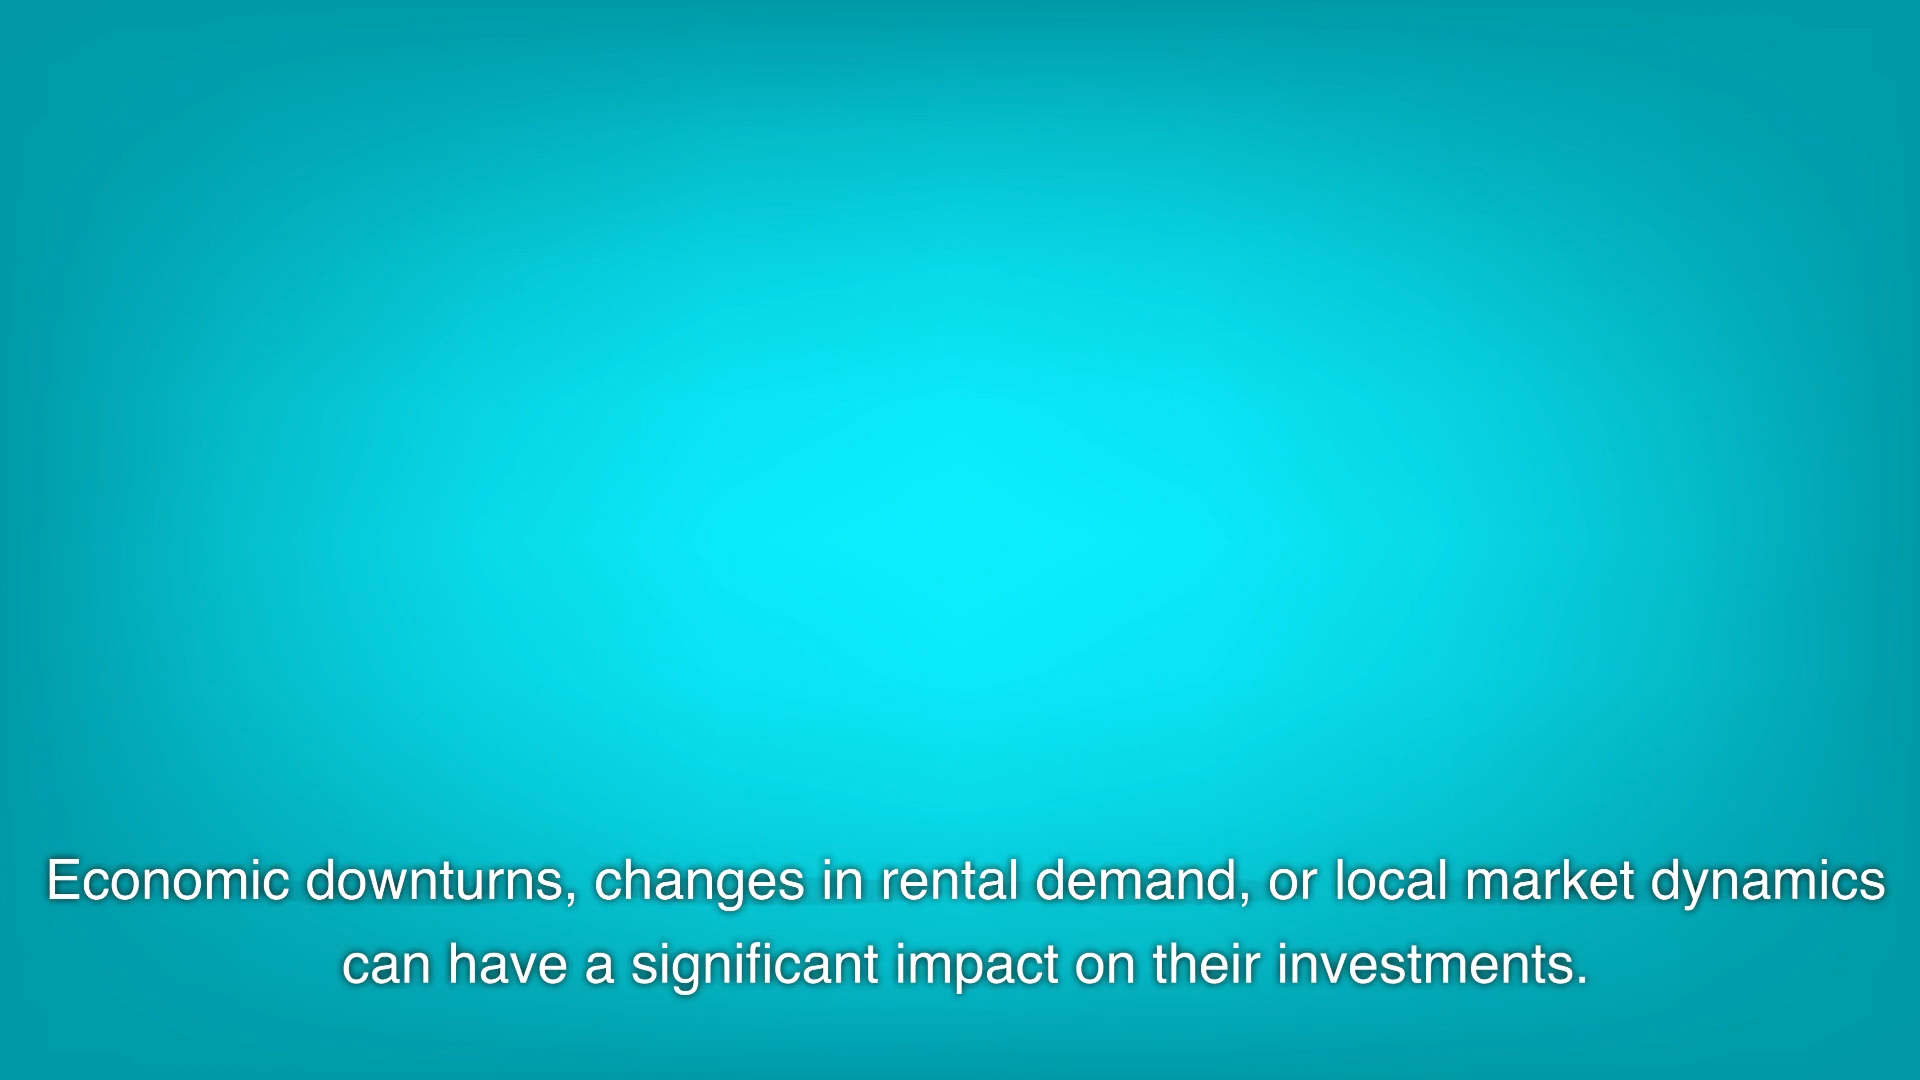 Economic downturns, changes in rental demand, or local market dynamics
can have a significant impact on their investments.